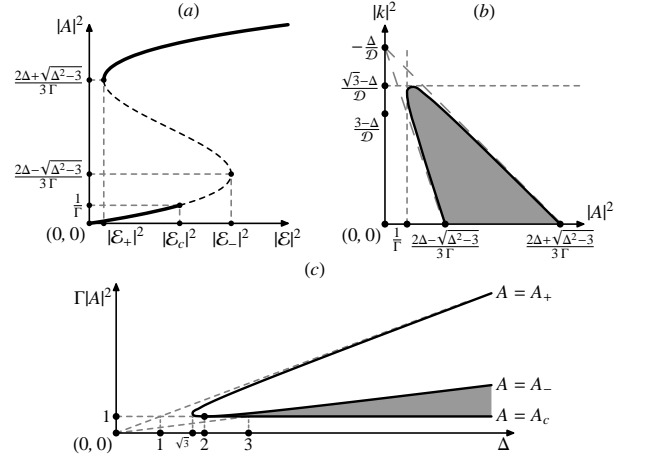 (a)
|A|²
(2Δ+√(Δ²−3))/(3Γ)
(2Δ−√(Δ²−3))/(3Γ)
1/Γ
(0, 0)
|ℰ₊|²
|ℰ_c|²
|ℰ₋|²
|ℰ|²
(b)
|k|²
−Δ/𝒟
(√3−Δ)/𝒟
(3−Δ)/𝒟
|A|²
(0, 0)
1/Γ
(2Δ−√(Δ²−3))/(3Γ)
(2Δ+√(Δ²−3))/(3Γ)
(c)
Γ|A|²
A = A₊
A = A₋
1
A = A_c
(0, 0)
1
√3
2
3
Δ